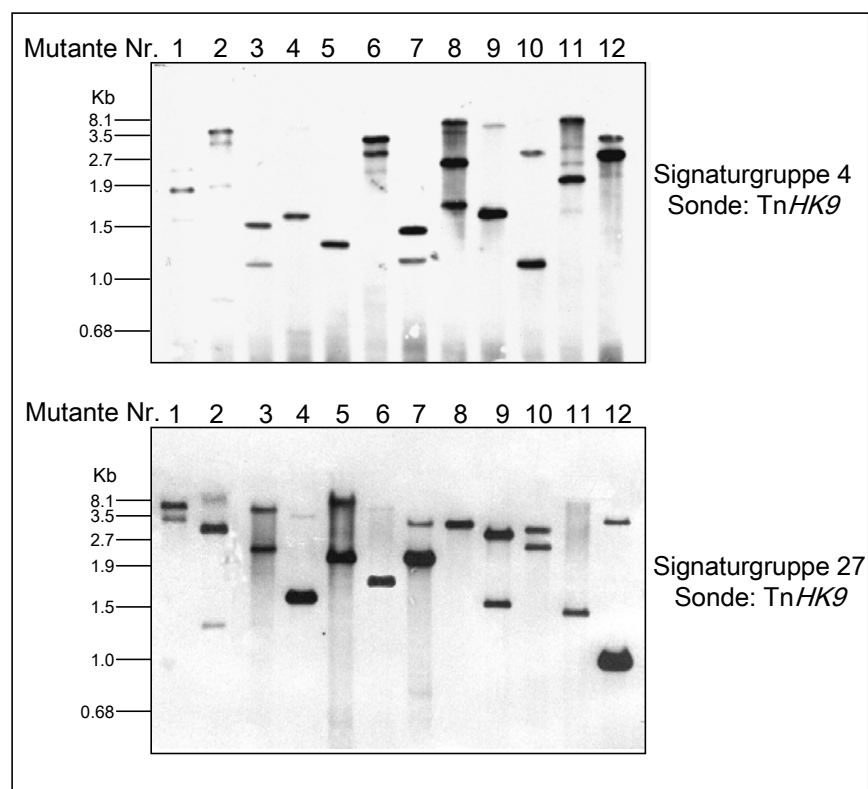 Mutante Nr. 1 2 3 4 5 6 7 8 9 10 11 12
Kb
8.1
3.5
2.7
1.9
1.5
1.0
0.68
Signaturgruppe 4
Sonde: TnHK9
Mutante Nr. 1 2 3 4 5 6 7 8 9 10 11 12
Kb
8.1
3.5
2.7
1.9
1.5
1.0
0.68
Signaturgruppe 27
Sonde: TnHK9